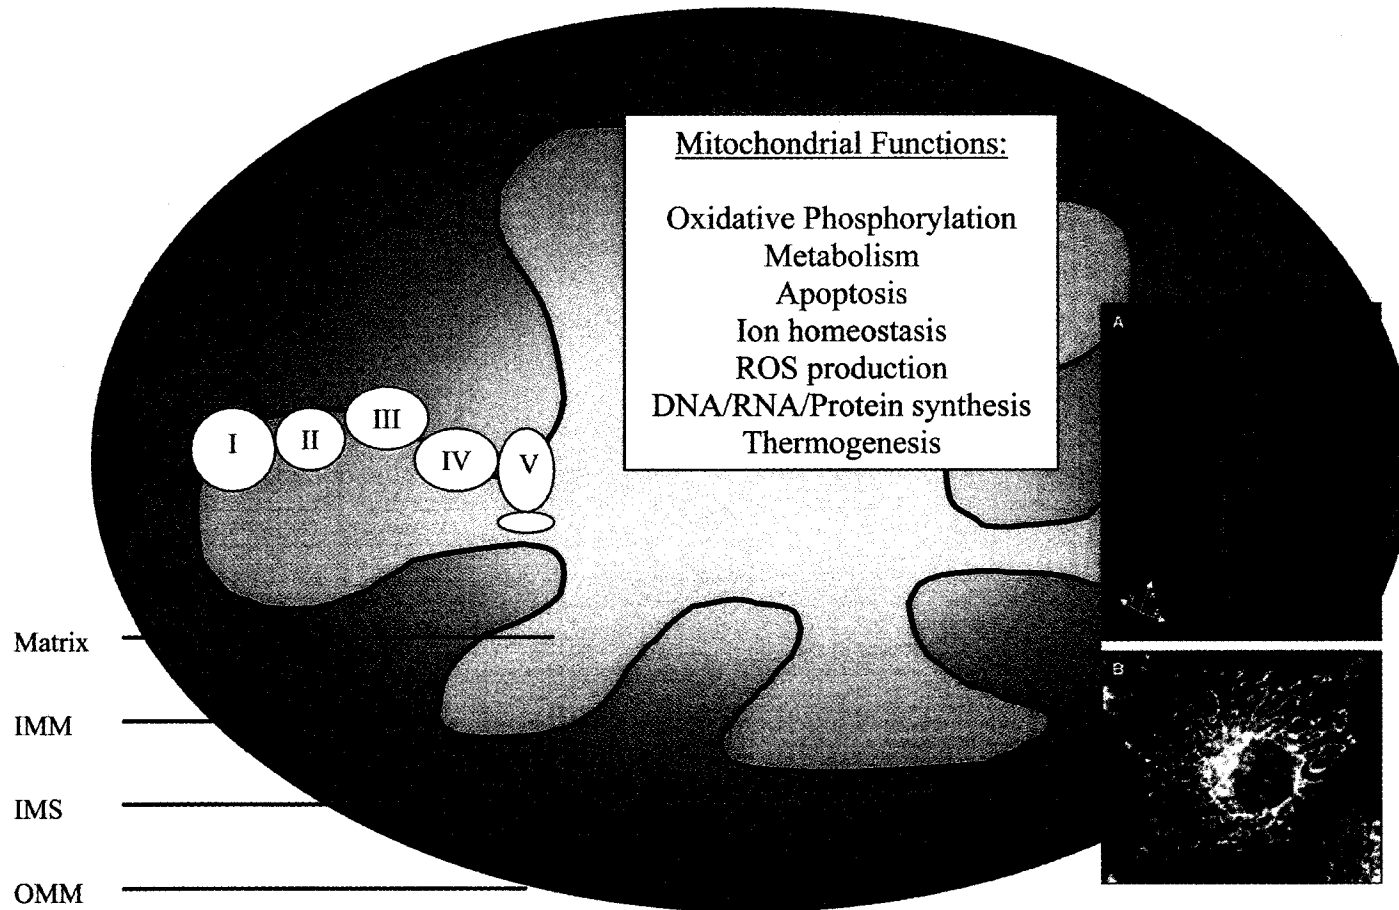 Mitochondrial Functions:
Oxidative Phosphorylation
Metabolism
Apoptosis
Ion homeostasis
ROS production
DNA/RNA/Protein synthesis
Thermogenesis
I
II
III
IV
V
A
B
Matrix
IMM
IMS
OMM